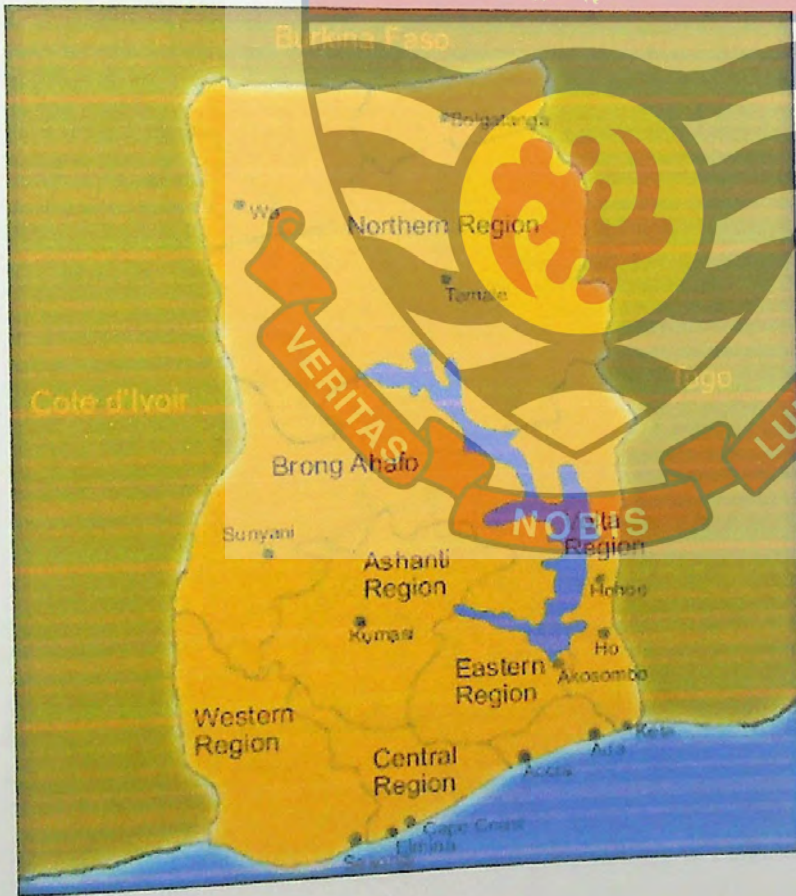 Burkina Faso
Bolgatanga
Wa
Northern Region
Tamale
Cote d'Ivoir
Togo
VERITAS
NOBIS
Brong Ahafo
Sunyani
Ashanti
Region
Region
Hohoe
Kumasi
Ho
Eastern
Region
Akosombo
Western
Region
Keta
Ada
Accra
Central
Region
Cape Coast
Elmina